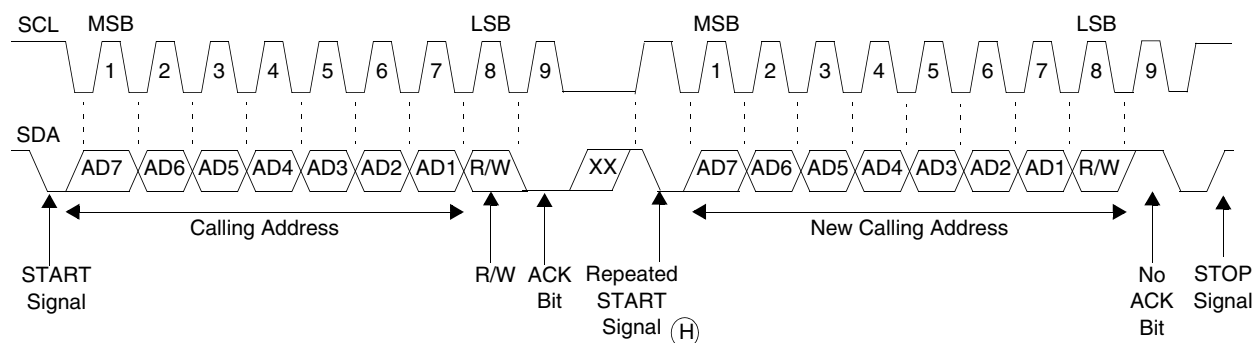 SCL MSB LSB MSB LSB
1 2 3 4 5 6 7 8 9 1 2 3 4 5 6 7 8 9
SDA
AD7 AD6 AD5 AD4 AD3 AD2 AD1 R/W XX AD7 AD6 AD5 AD4 AD3 AD2 AD1 R/W
Calling Address New Calling Address
START
Signal
R/W
ACK
Bit
Repeated
START
Signal
H
No
ACK
Bit
STOP
Signal